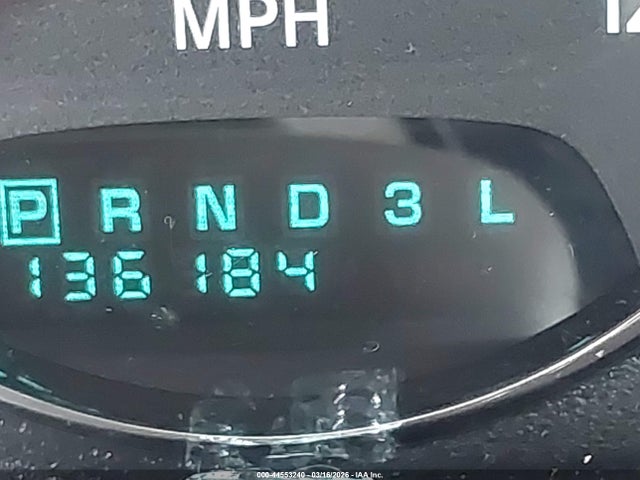 MPH
P R N D 3 L
136184
000-44553240 - 03/16/2026 - IAA Inc.